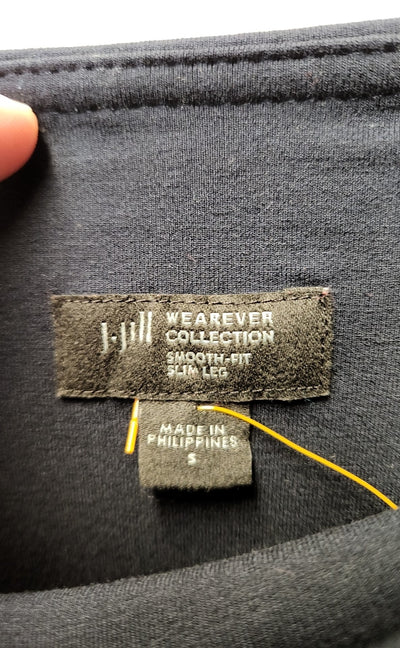 J.Jill
WEAREVER
COLLECTION
SMOOTH-FIT
SLIM LEG
MADE IN
PHILIPPINES
S